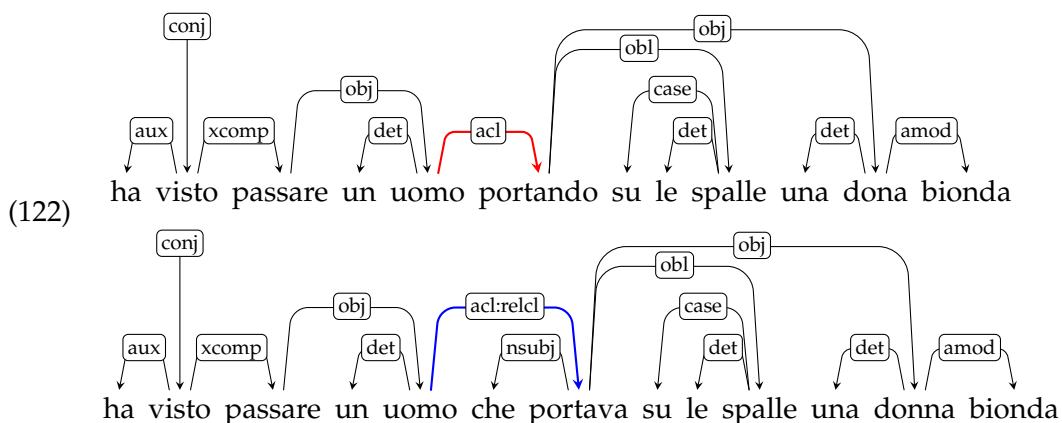 conj
obj
obl
obj
case
aux
xcomp
det
acl
det
det
amod
ha visto passare un uomo portando su le spalle una dona bionda
(122)
conj
obj
obl
obj
acl:relcl
case
aux
xcomp
det
nsubj
det
det
amod
ha visto passare un uomo che portava su le spalle una donna bionda